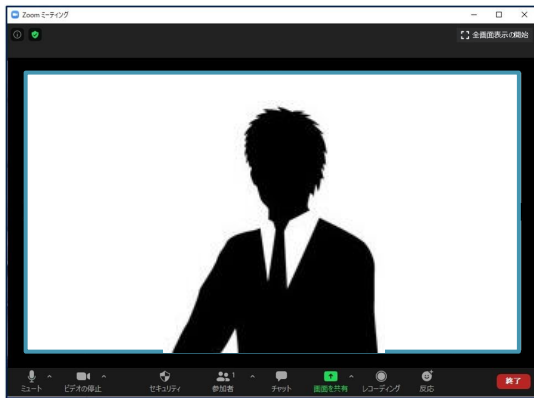 Zoom ミーティング
全画面表示の開始
1
ミュート ビデオの停止 セキュリティ 参加者 チャット 画面を共有 レコーディング 反応 終了